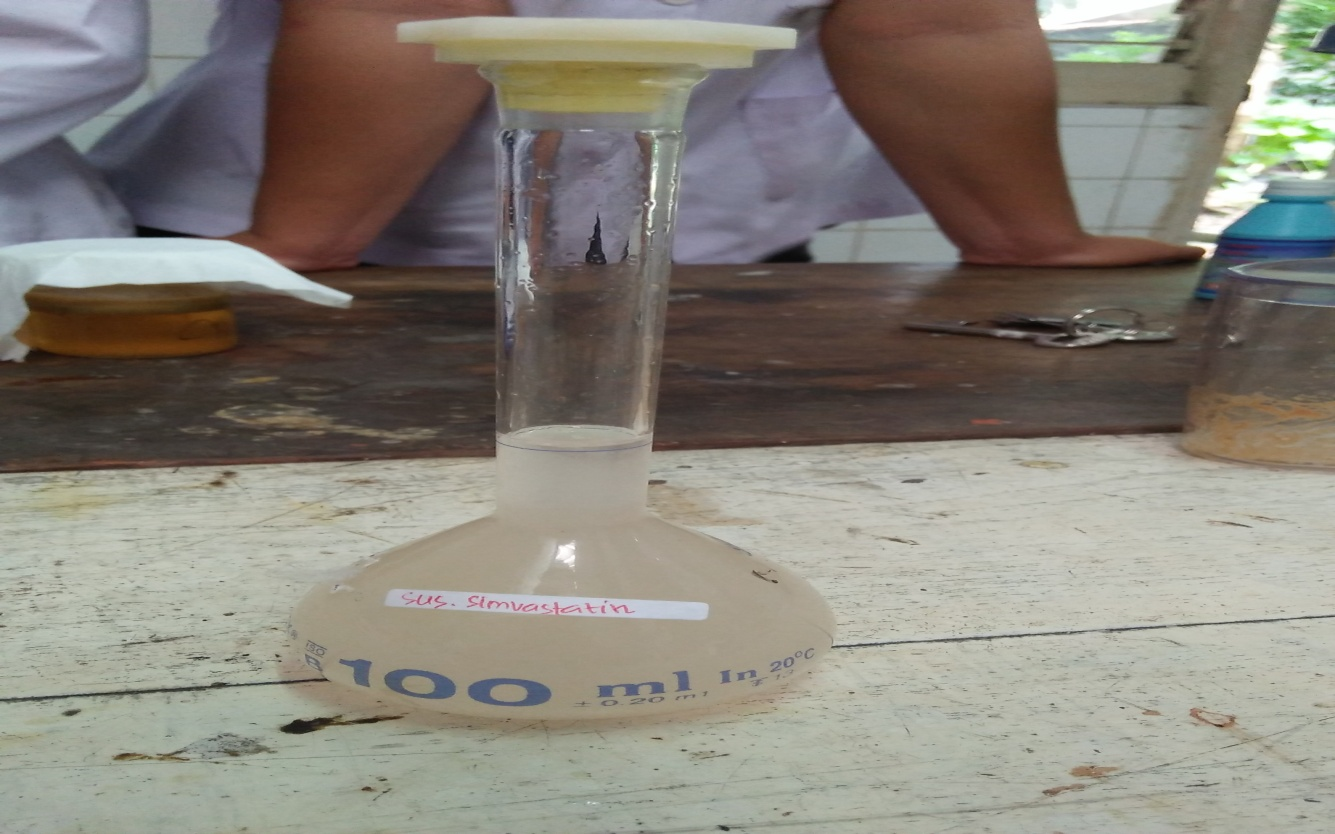 sus. simvastatin
100 ml In 20°C
± 0.20 ml